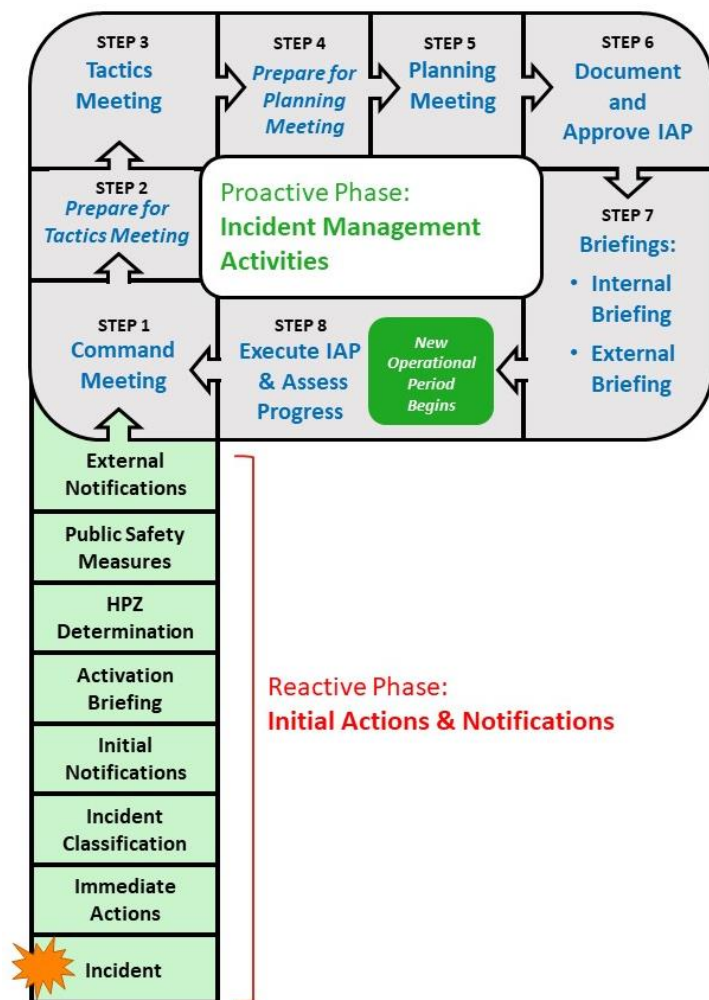 STEP 3
Tactics
Meeting
STEP 4
Prepare for
Planning
Meeting
STEP 5
Planning
Meeting
STEP 6
Document
and
Approve IAP
STEP 2
Prepare for
Tactics Meeting
Proactive Phase:
Incident Management
Activities
STEP 7
Briefings:
• Internal
Briefing
• External
Briefing
STEP 1
Command
Meeting
STEP 8
Execute IAP
& Assess
Progress
New
Operational
Period
Begins
External
Notifications
Public Safety
Measures
HPZ
Determination
Activation
Briefing
Initial
Notifications
Incident
Classification
Immediate
Actions
Incident
Reactive Phase:
Initial Actions & Notifications